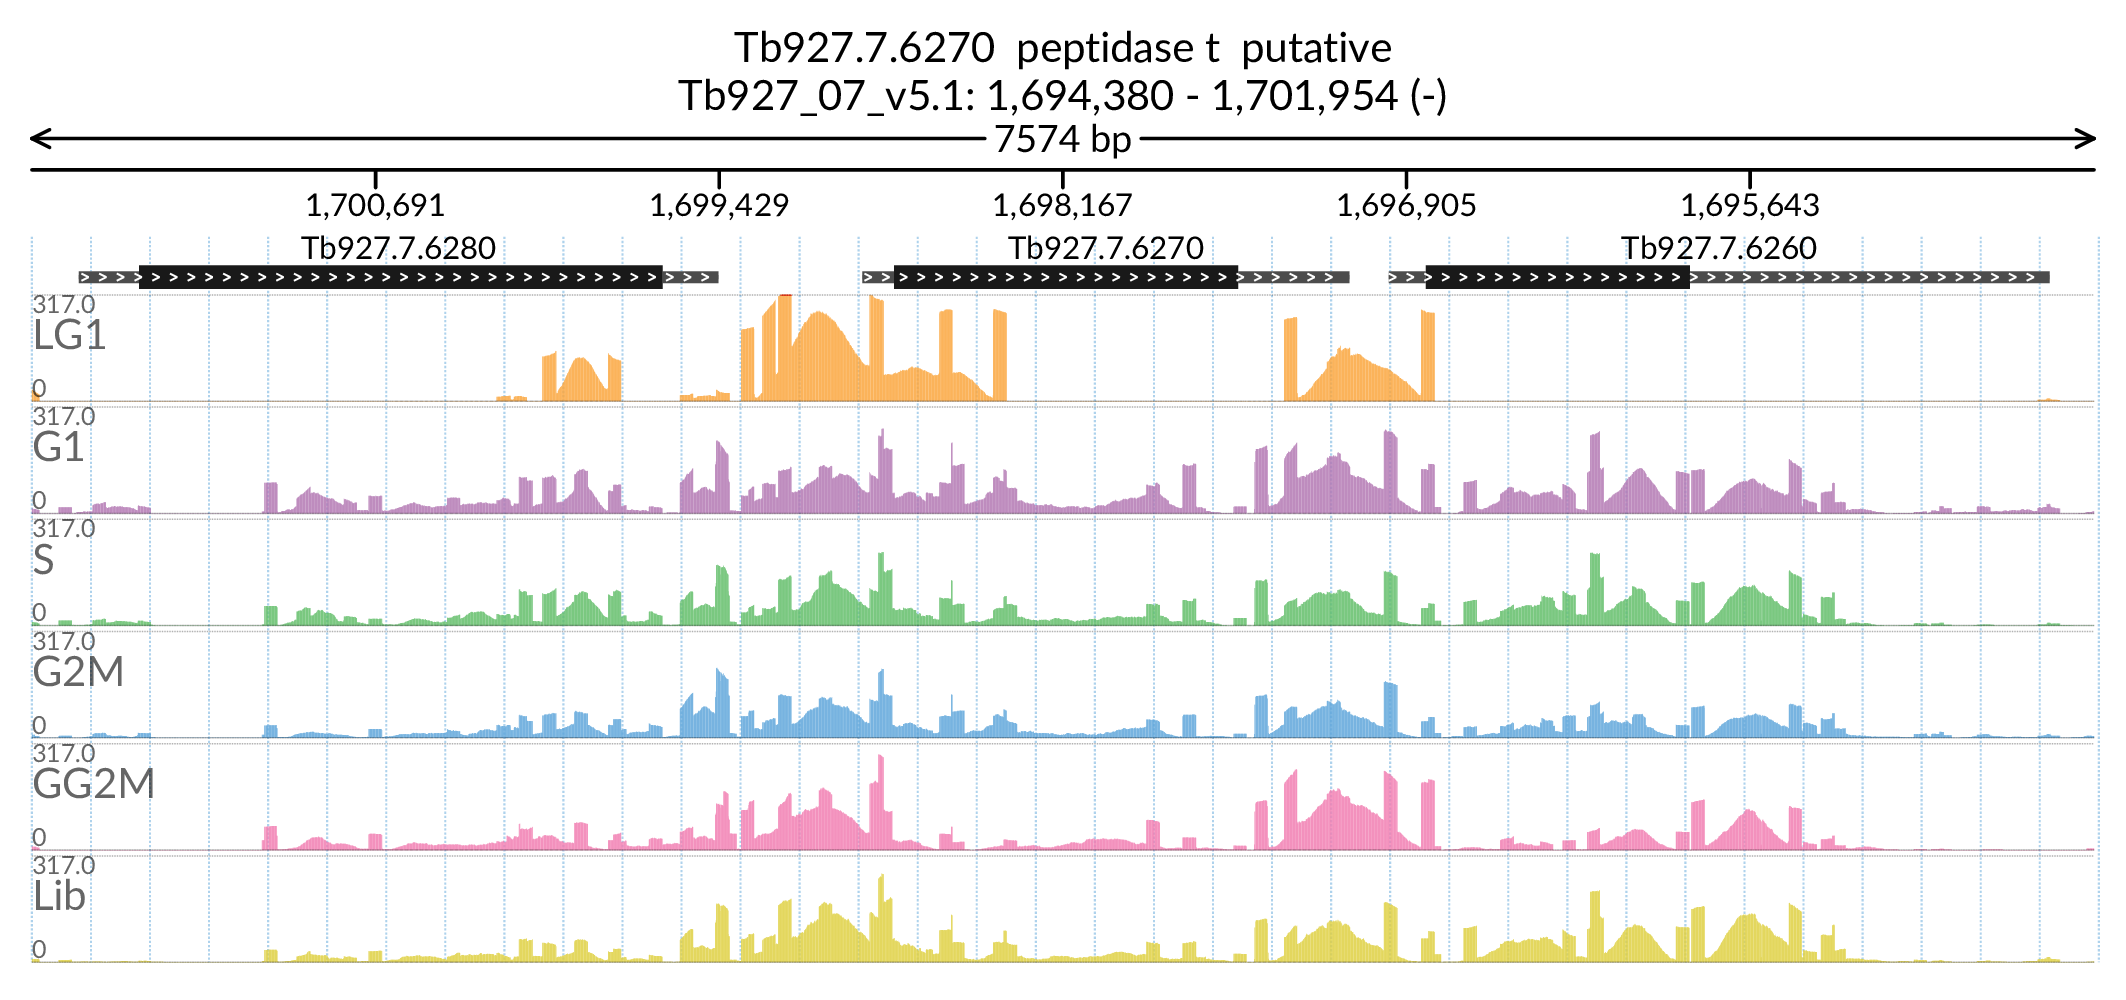 Tb927.7.6270  peptidase t  putative
Tb927_07_v5.1: 1,694,380 - 1,701,954 (-)
7574 bp
1,700,691 1,699,429 1,698,167 1,696,905 1,695,643
Tb927.7.6280 Tb927.7.6270 Tb927.7.6260
317.0
LG1
0
317.0
G1
0
317.0
S
0
317.0
G2M
0
317.0
GG2M
0
317.0
Lib
0